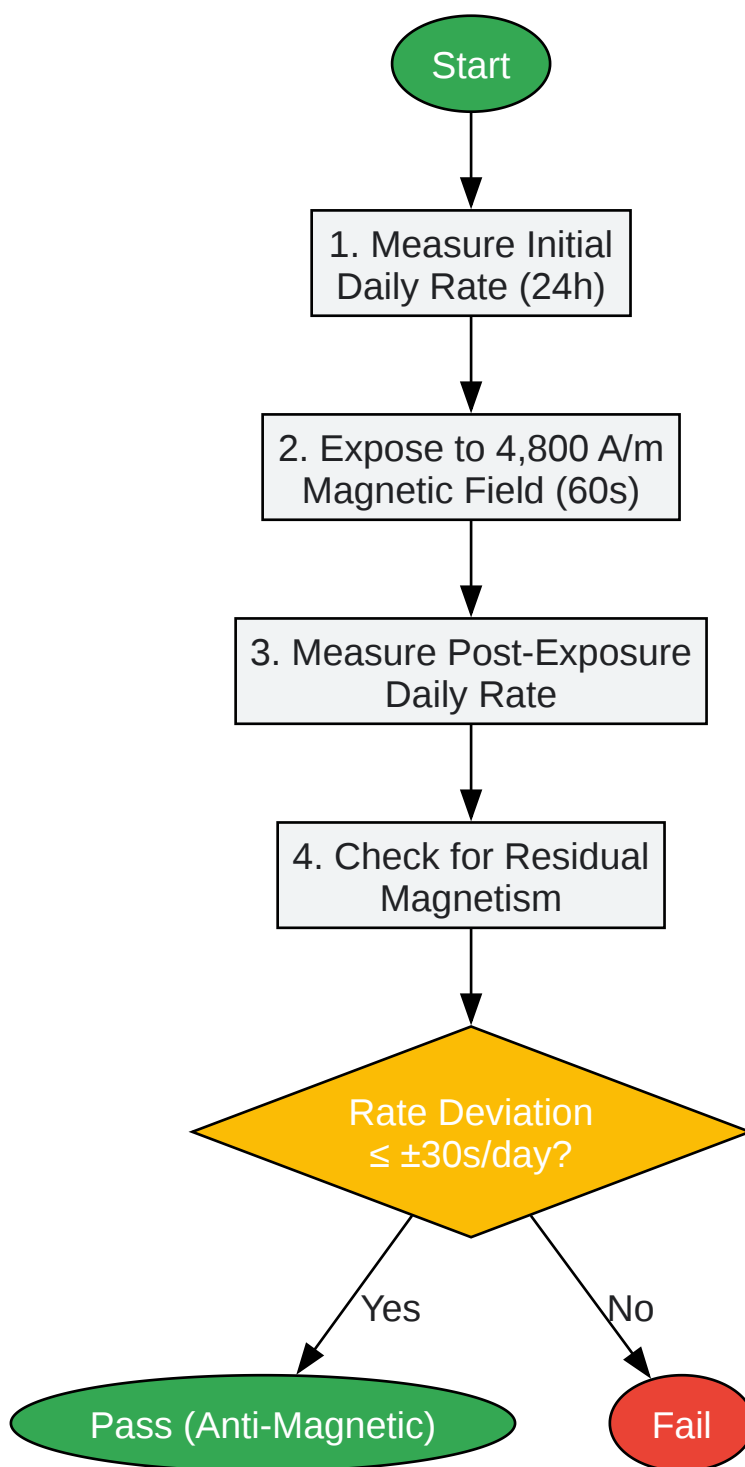 Start
1. Measure Initial
Daily Rate (24h)
2. Expose to 4,800 A/m
Magnetic Field (60s)
3. Measure Post-Exposure
Daily Rate
4. Check for Residual
Magnetism
Rate Deviation
≤ ±30s/day?
Yes
No
Pass (Anti-Magnetic)
Fail